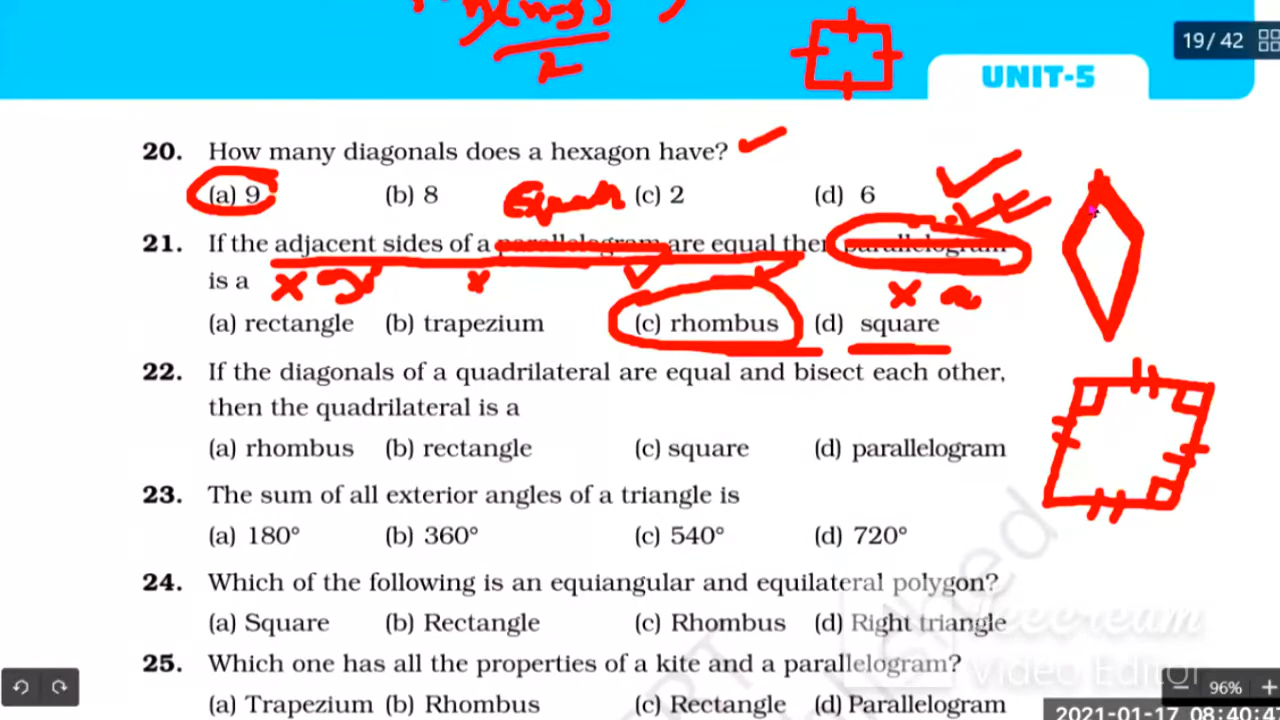 n(n-3)
2
19/ 42
UNIT-5
20. How many diagonals does a hexagon have?
(a) 9 (b) 8 (c) 2 (d) 6
Equal
21. If the adjacent sides of a parallelogram are equal then parallelogram
is a
(a) rectangle (b) trapezium (c) rhombus (d) square
22. If the diagonals of a quadrilateral are equal and bisect each other,
then the quadrilateral is a
(a) rhombus (b) rectangle (c) square (d) parallelogram
23. The sum of all exterior angles of a triangle is
(a) 180° (b) 360° (c) 540° (d) 720°
24. Which of the following is an equiangular and equilateral polygon?
(a) Square (b) Rectangle (c) Rhombus (d) Right triangle
25. Which one has all the properties of a kite and a parallelogram?
Video Editor
96%
(a) Trapezium (b) Rhombus (c) Rectangle (d) Parallelogram
2021-01-17 08:40:4